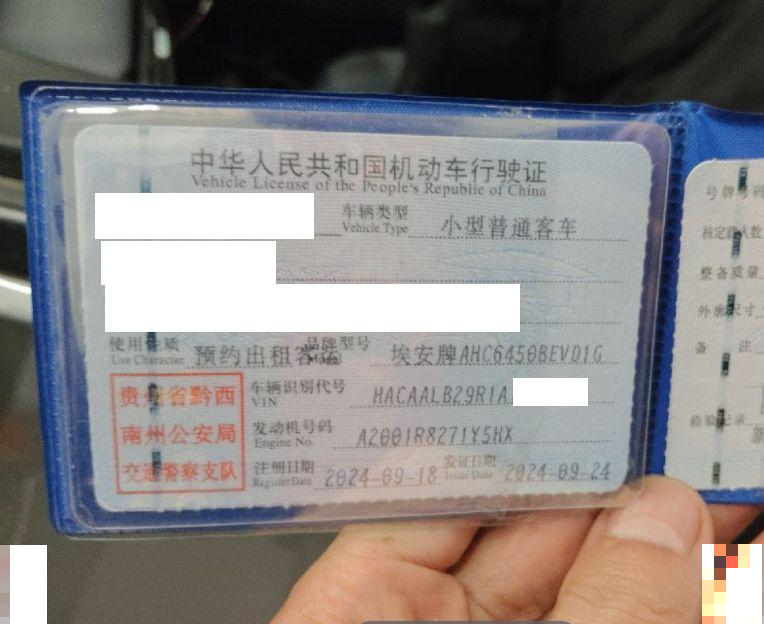 中华人民共和国机动车行驶证
Vehicle License of the People's Republic of China
车辆类型 小型普通客车
Vehicle Type
使用性质 预约出租客运 品牌型号 埃安牌AHC6450BEVD1G
Use Character
车辆识别代号 HACAALB29R1A
VIN
发动机号码 A2001R8271Y5HX
Engine No.
注册日期 2024-09-18 发证日期 2024-09-24
Register Date Issue Date
贵州省黔西
南州公安局
交通警察支队
号牌号码
核定载人数
整备质量
外廓尺寸
备 注
检验记录